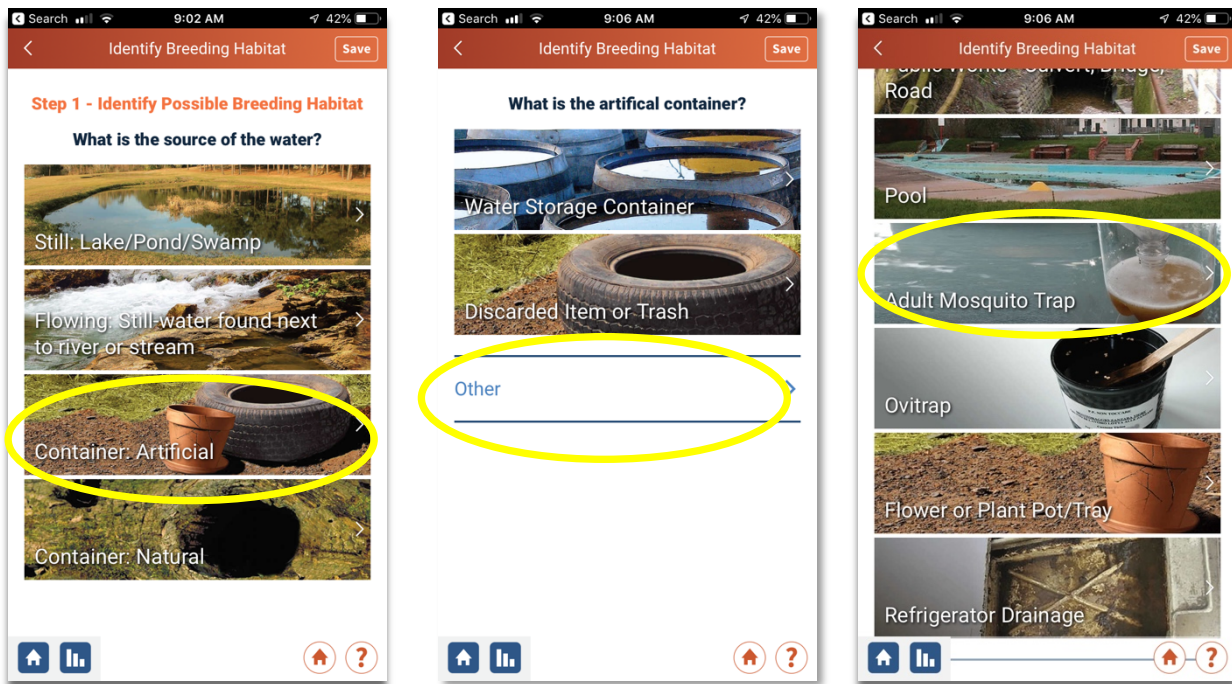 Search
9:02 AM
42%
Identify Breeding Habitat
Save
Step 1 - Identify Possible Breeding Habitat
What is the source of the water?
Still: Lake/Pond/Swamp
Flowing: Still-water found next
to river or stream
Container: Artificial
Container: Natural
?
Search
9:06 AM
42%
Identify Breeding Habitat
Save
What is the artifical container?
Water Storage Container
Discarded Item or Trash
Other
?
Search
9:06 AM
42%
Identify Breeding Habitat
Save
Public Works - Culvert, Bridge,
Road
Pool
Adult Mosquito Trap
Ovitrap
Flower or Plant Pot/Tray
Refrigerator Drainage
?